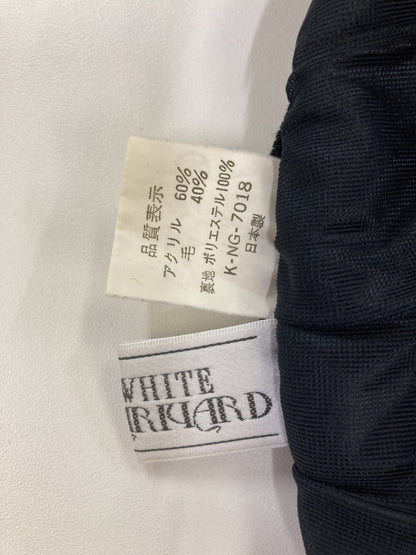 品質表示
アクリル 60%
毛 40%
裏地 ポリエステル100%
K-NG-7018
日本製
WHITE